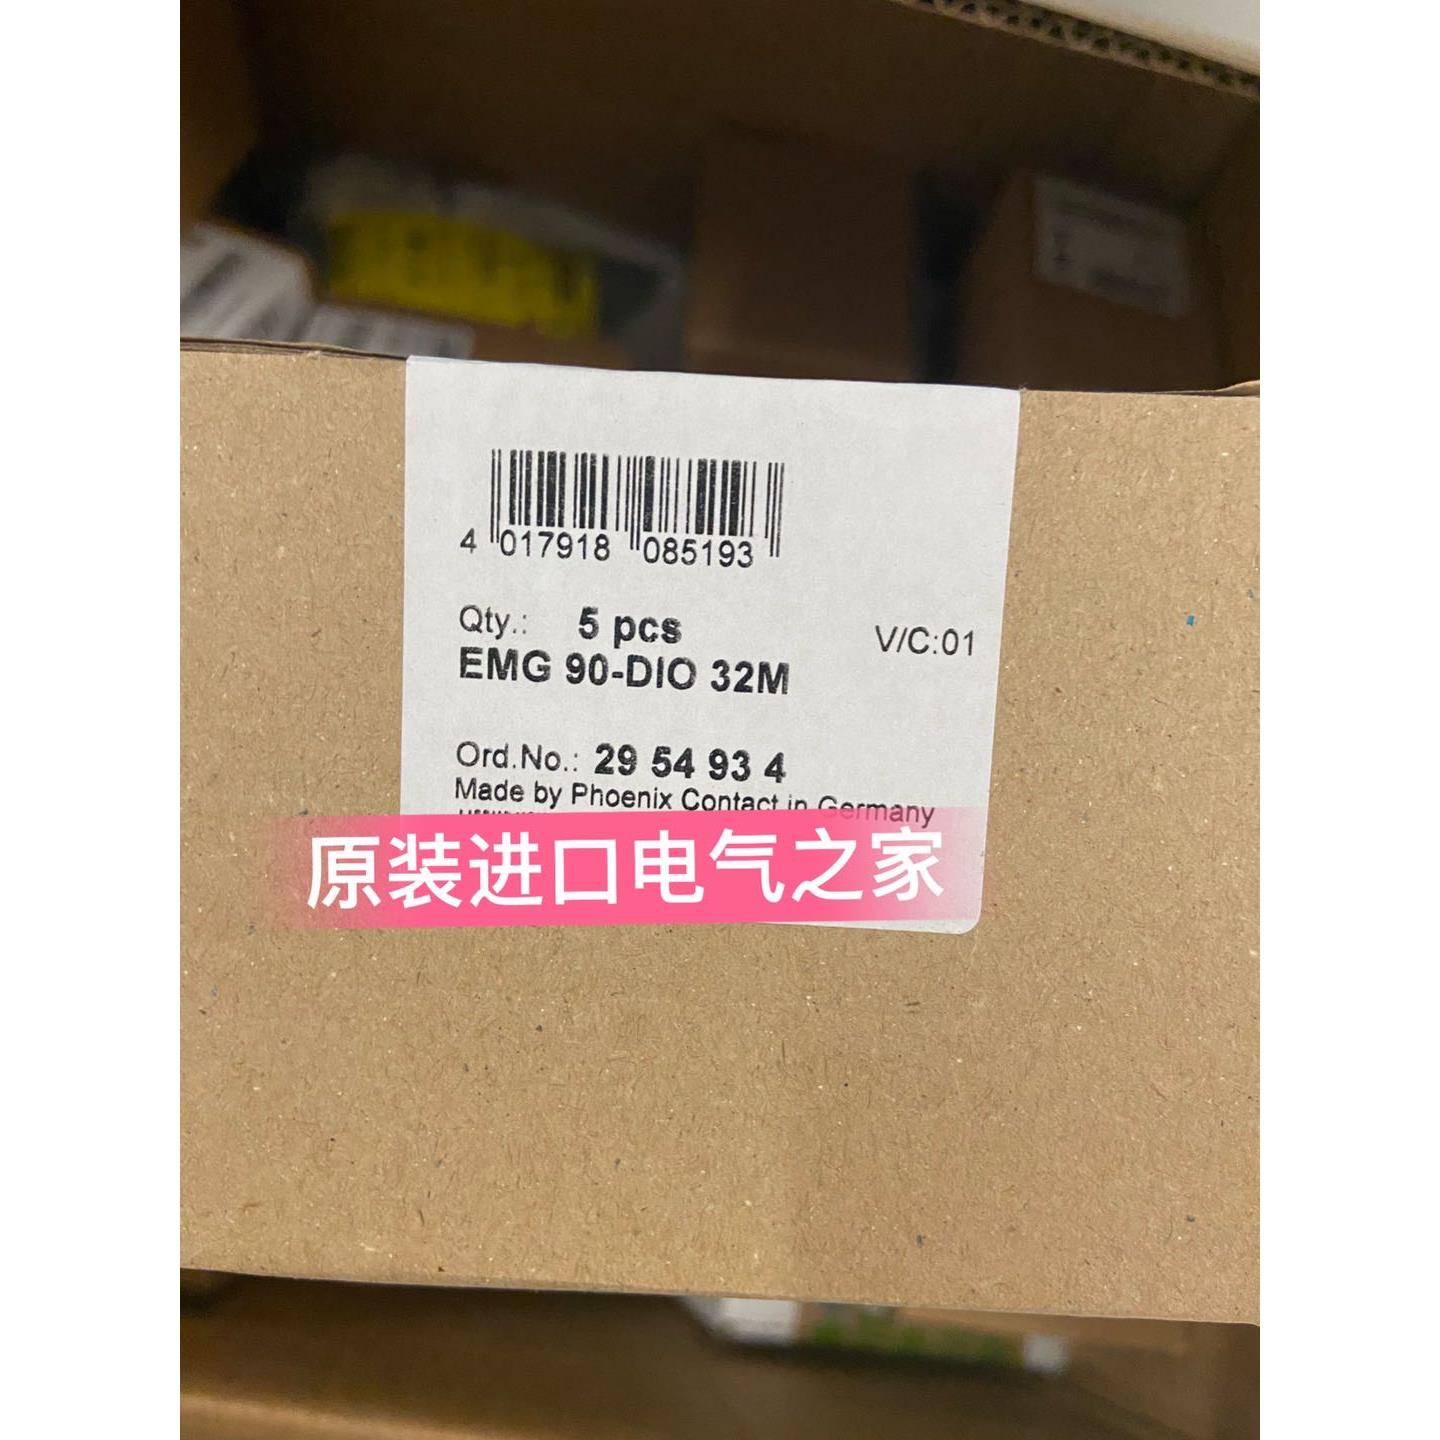 4 017918 085193
Qty.: 5 pcs
V/C:01
EMG 90-DIO 32M
Ord.No.: 29 54 93 4
Made by Phoenix Contact in Germany
原装进口电气之家